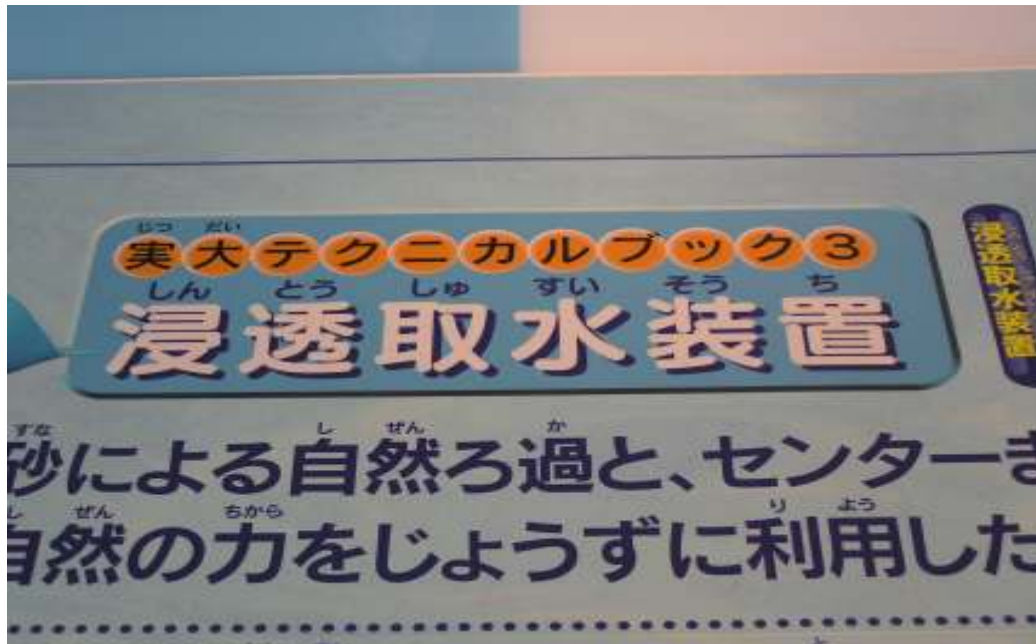 実大テクニカルブック3
浸透取水装置
浸透取水装置
砂による自然ろ過と、センター
自然の力をじょうずに利用した